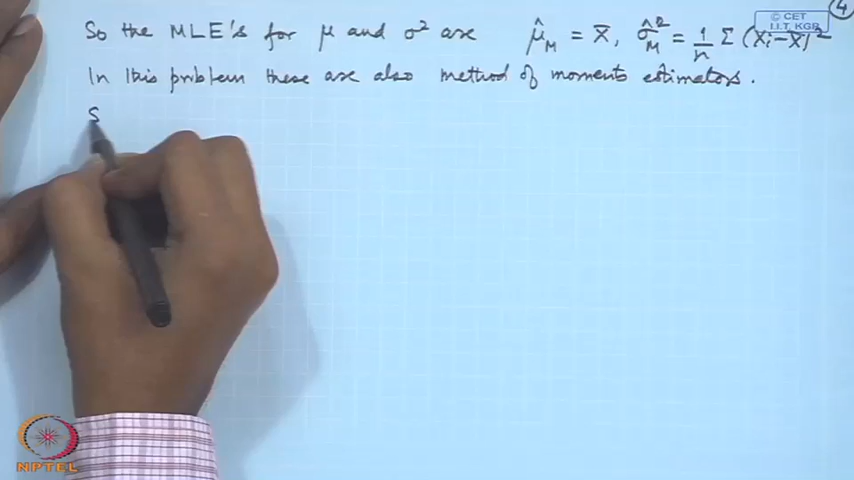 4
© CET
I.I.T. KGP
So the MLE's for μ and σ² are μ̂_M = X̄, σ̂²_M = 1/n Σ (Xi - X̄)²
In this problem these are also method of moments estimators.
S
NPTEL